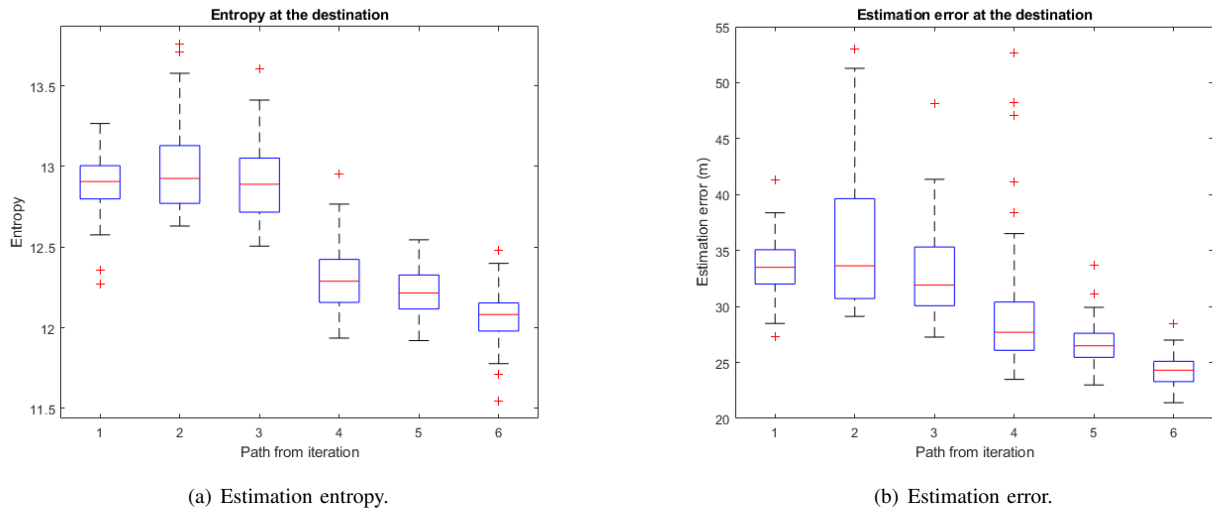 Entropy at the destination
13.5
13
12.5
12
11.5
Entropy
1 2 3 4 5 6
Path from iteration
(a) Estimation entropy.
Estimation error at the destination
55
50
45
40
35
30
25
20
Estimation error (m)
1 2 3 4 5 6
Path from iteration
(b) Estimation error.